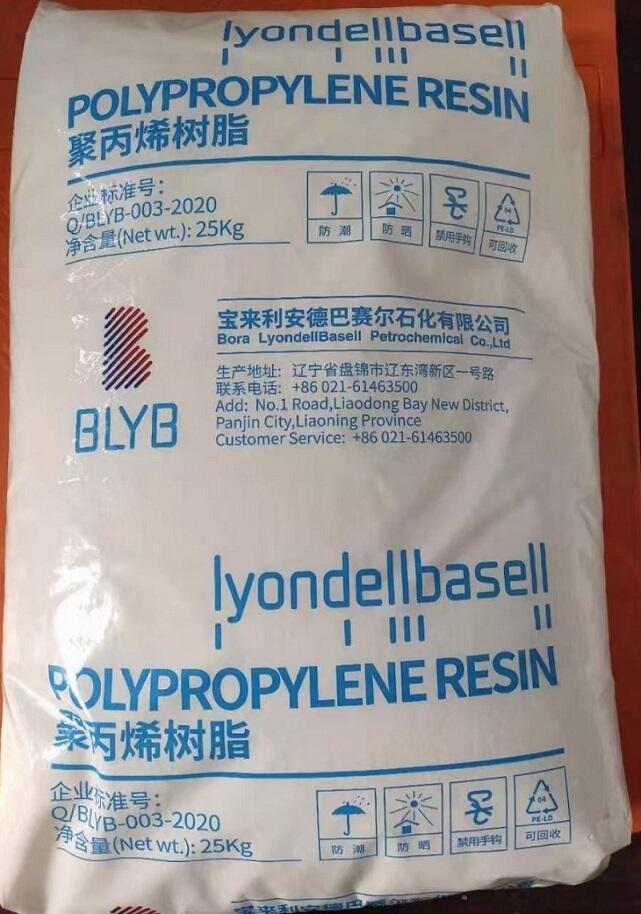 lyondellbasell
POLYPROPYLENE RESIN
聚丙烯树脂
企业标准号：
Q/BLYB-003-2020
净含量(Net wt.): 25Kg
防 潮
防 晒
禁用手钩
04
PE-LD
可回收
宝来利安德巴赛尔石化有限公司
Bora LyondellBasell Petrochemical Co.,Ltd
BLYB
生产地址：辽宁省盘锦市辽东湾新区一号路
联系电话：+86 021-61463500
Add: No.1 Road,Liaodong Bay New District,
Panjin City,Liaoning Province
Customer Service: +86 021-61463500
lyondellbasell
POLYPROPYLENE RESIN
聚丙烯树脂
企业标准号：
Q/BLYB-003-2020
净含量(Net wt.): 25Kg
防 潮
防 晒
禁用手钩
04
PE-LD
可回收